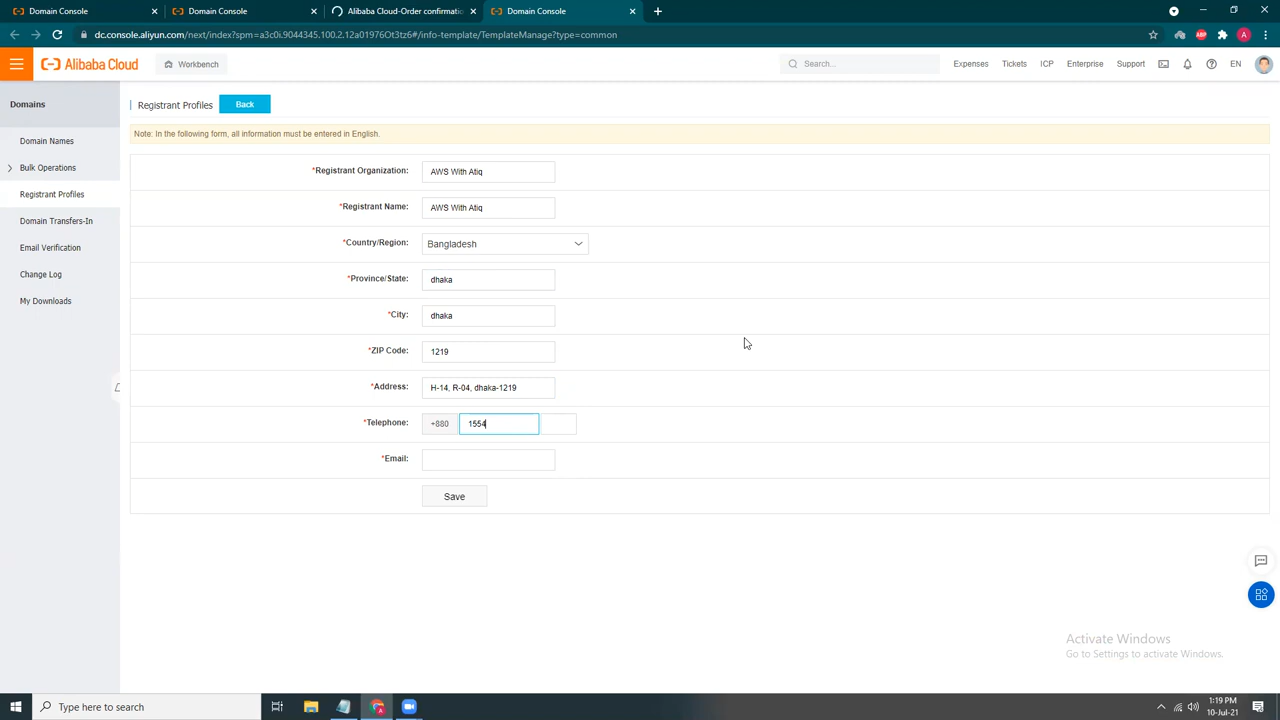 Domain Console
Domain Console
Alibaba Cloud-Order confirmatio
Domain Console
dc.console.aliyun.com/next/index?spm=a3c0i.9044345.100.2.12a01976Ot3tz6#/info-template/TemplateManage?type=common
ABP
A
Alibaba Cloud
Workbench
Search...
Expenses
Tickets
ICP
Enterprise
Support
EN
Domains
Registrant Profiles
Back
Note: In the following form, all information must be entered in English.
Domain Names
Bulk Operations
Registrant Profiles
Domain Transfers-In
Email Verification
Change Log
My Downloads
*Registrant Organization: AWS With Atiq
*Registrant Name: AWS With Atiq
*Country/Region: Bangladesh
*Province/State: dhaka
*City: dhaka
*ZIP Code: 1219
*Address: H-14, R-04, dhaka-1219
*Telephone: +880 1554
*Email:
Save
Activate Windows
Go to Settings to activate Windows.
Type here to search
1:19 PM
10-Jul-21